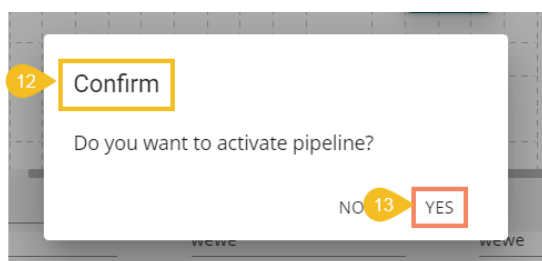 12
Confirm
Do you want to activate pipeline?
NO 13 YES
wewe wewe